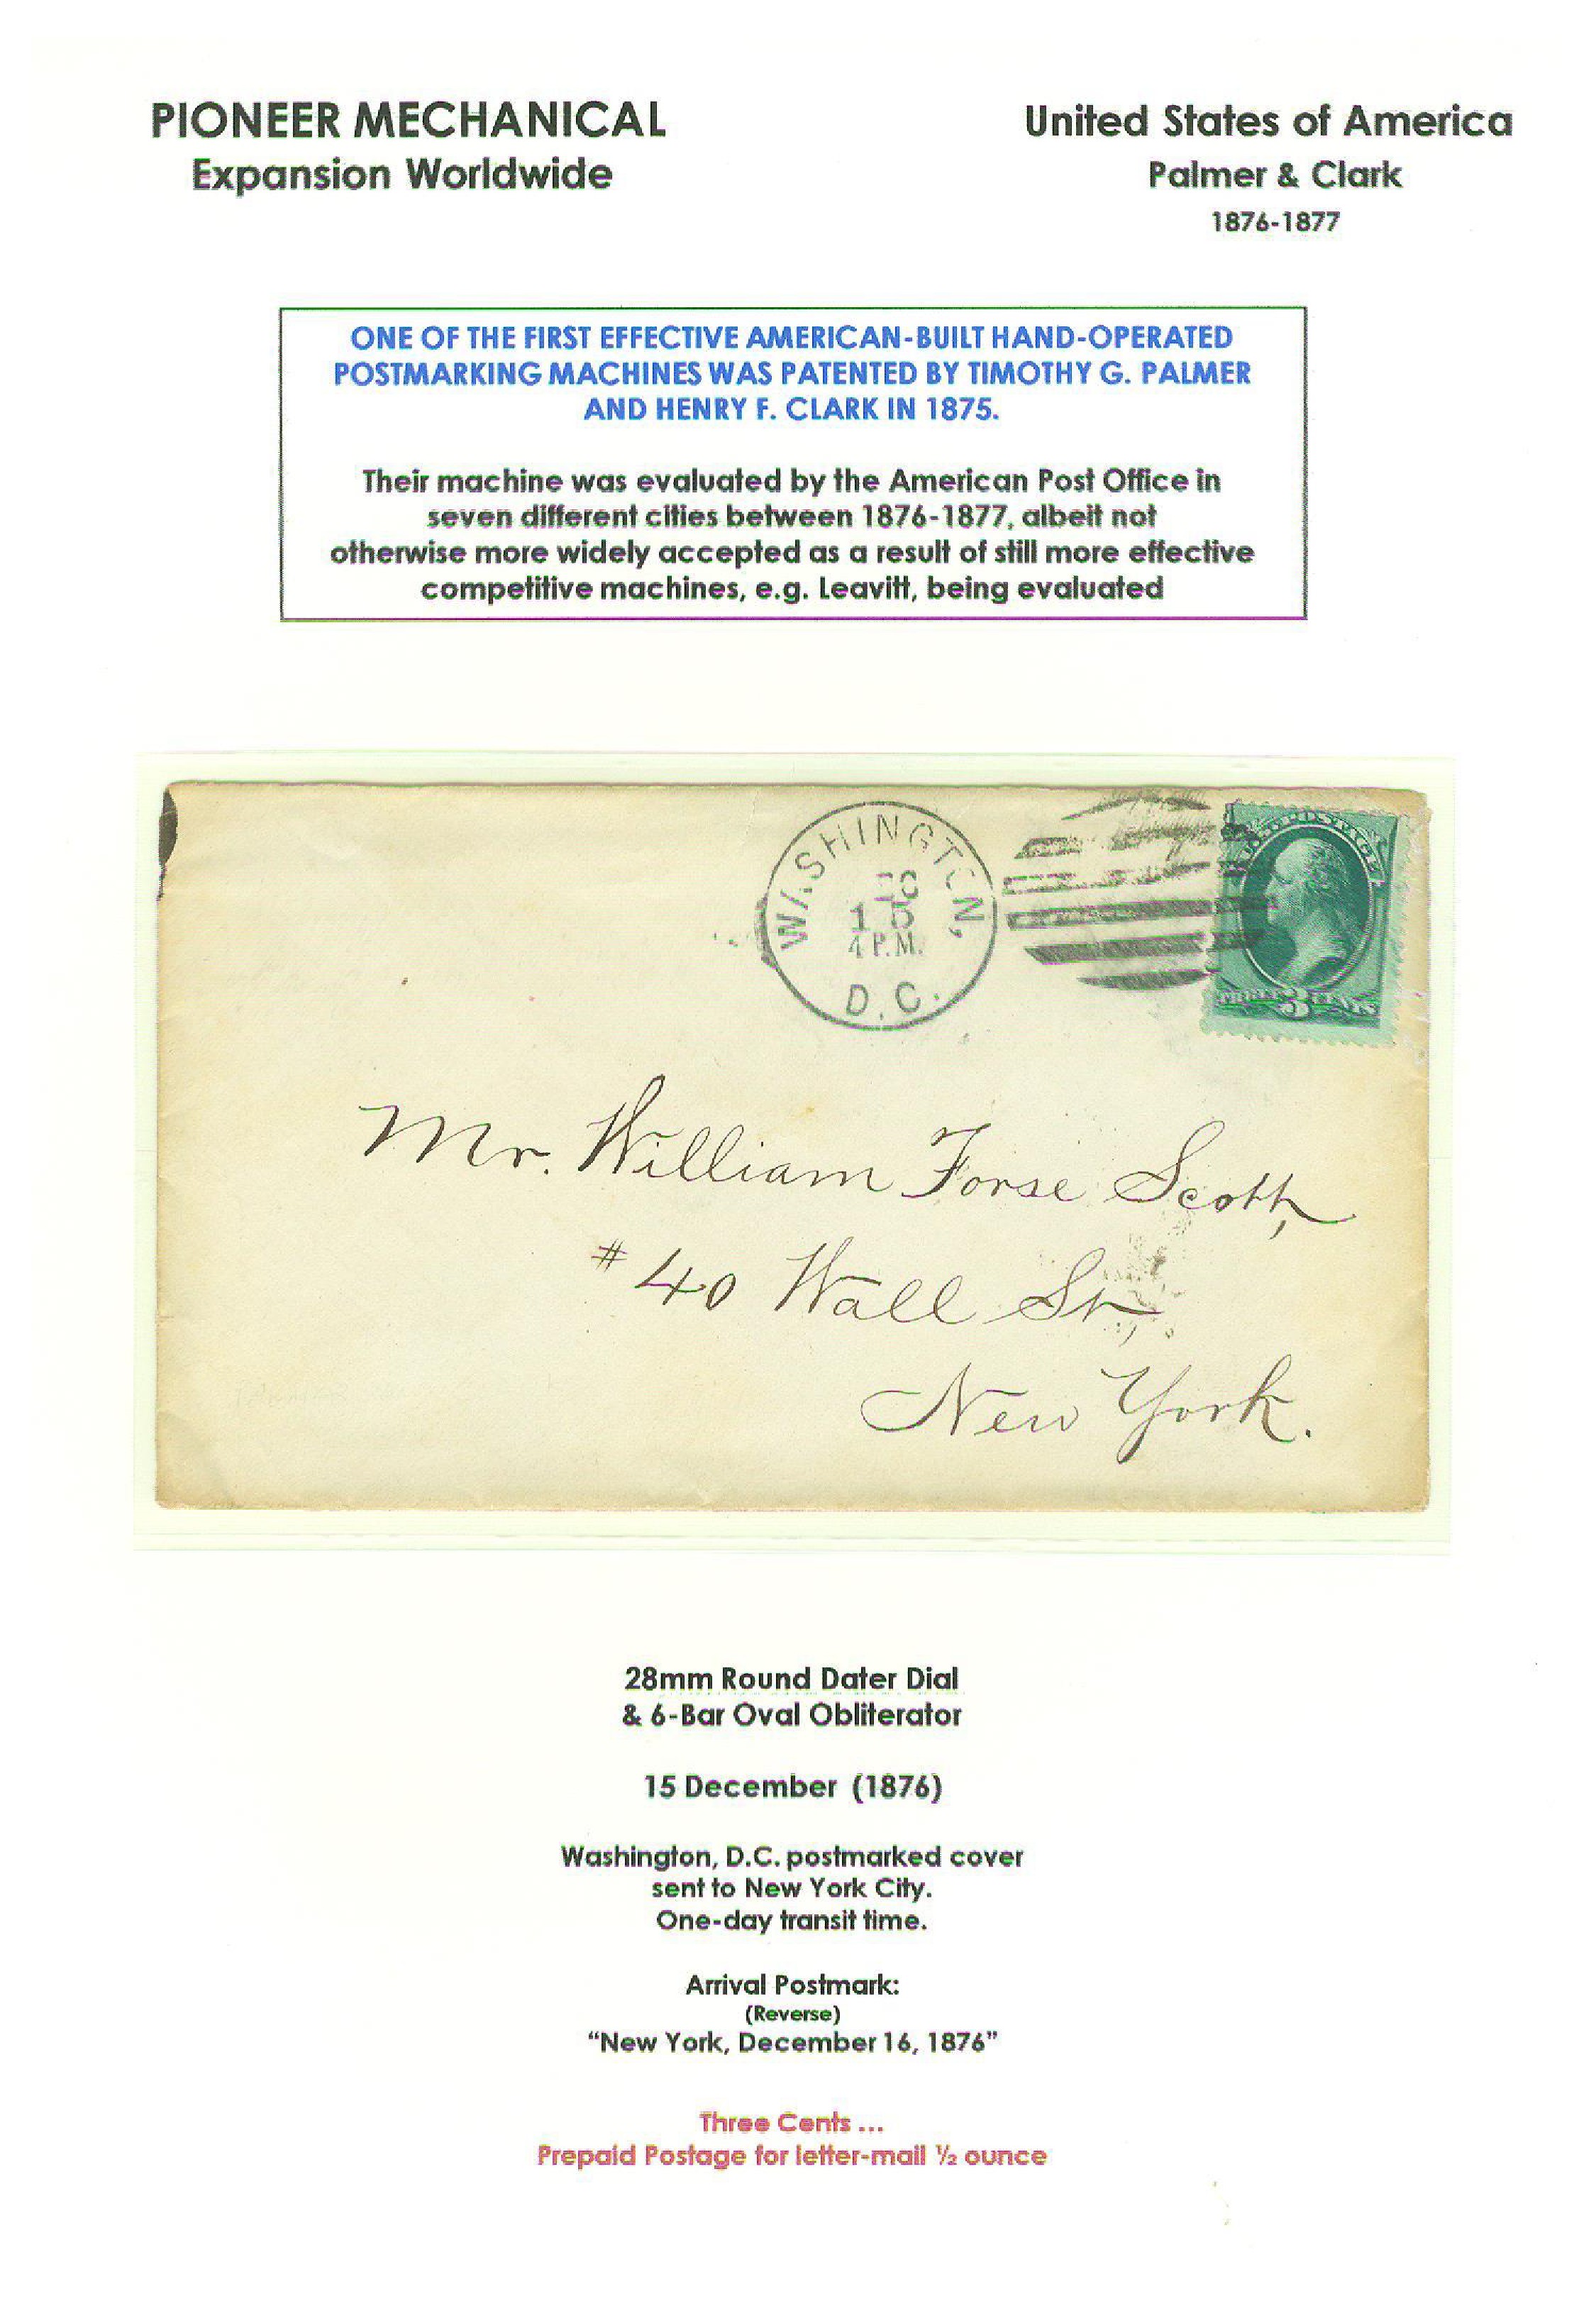 PIONEER MECHANICAL
Expansion Worldwide
United States of America
Palmer & Clark
1876-1877
ONE OF THE FIRST EFFECTIVE AMERICAN-BUILT HAND-OPERATED
POSTMARKING MACHINES WAS PATENTED BY TIMOTHY G. PALMER
AND HENRY F. CLARK IN 1875.
Their machine was evaluated by the American Post Office in
seven different cities between 1876-1877, albeit not
otherwise more widely accepted as a result of still more effective
competitive machines, e.g. Leavitt, being evaluated
WASHINGTON,
15
4 P.M.
D.C.
U.S. POSTAGE
THREE 3 CENTS
Mr. William Forse Scott,
# 40 Wall St.,
New York.
28mm Round Dater Dial
& 6-Bar Oval Obliterator
15 December (1876)
Washington, D.C. postmarked cover
sent to New York City.
One-day transit time.
Arrival Postmark:
(Reverse)
“New York, December 16, 1876”
Three Cents ...
Prepaid Postage for letter-mail ½ ounce